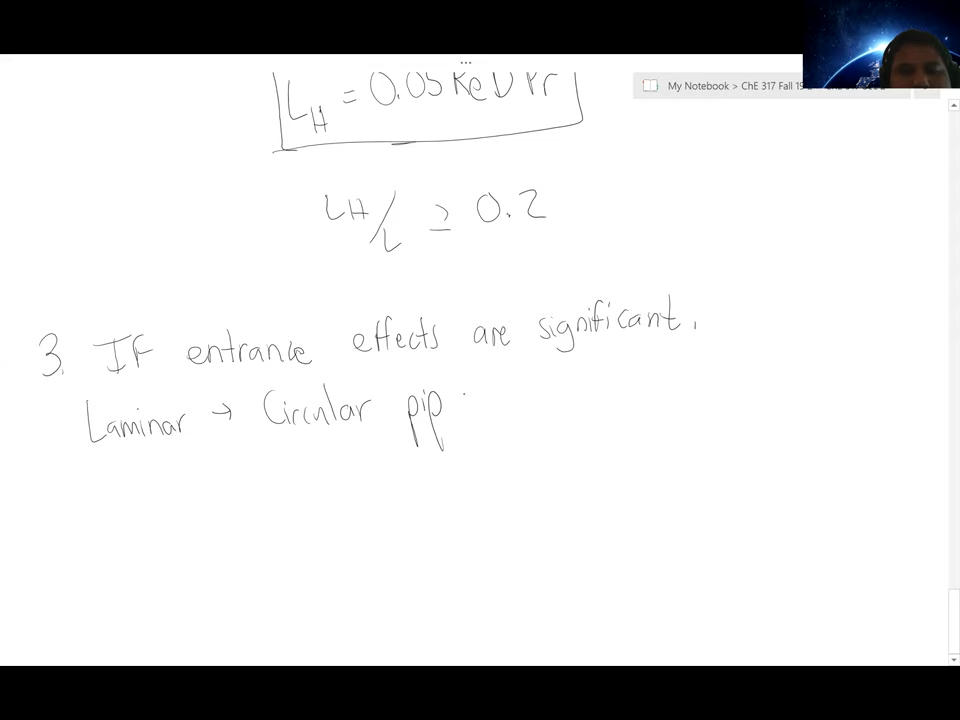 L_H = 0.05 Re D Pr
My Notebook > ChE 317 Fall 19
LH/L ≥ 0.2
3. IF entrance effects are significant.
Laminar → Circular pip